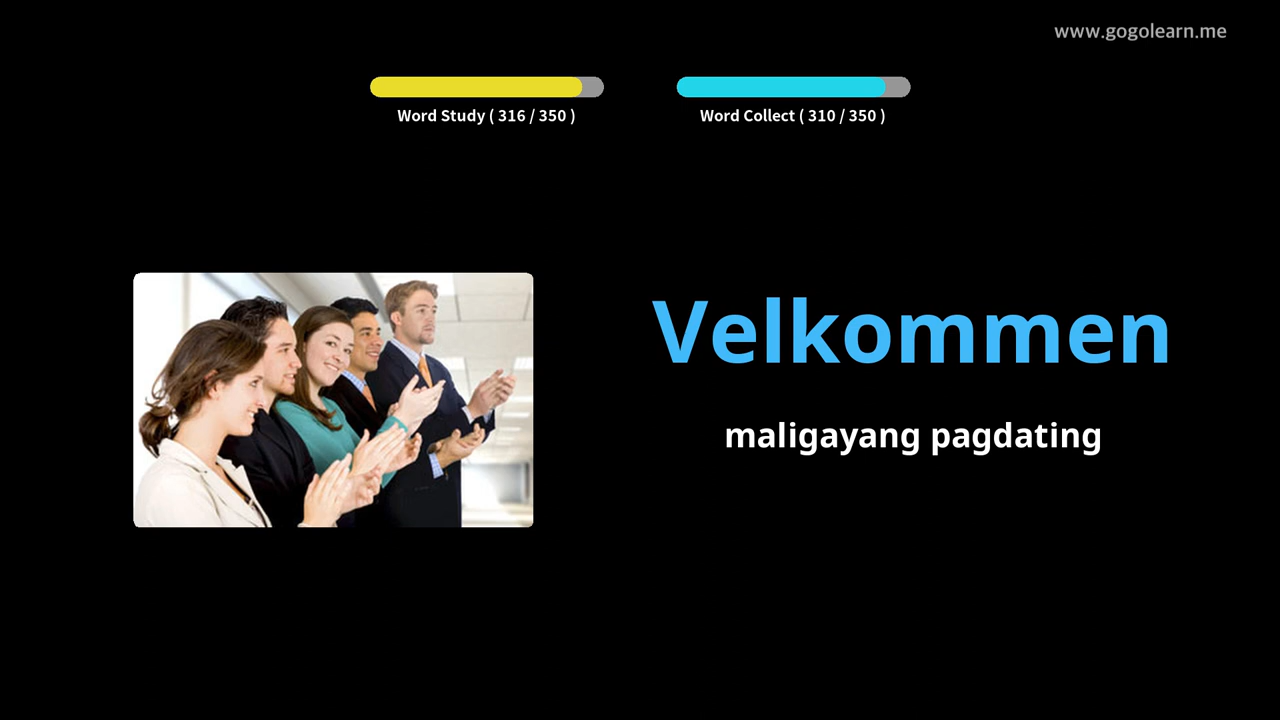 www.gogolearn.me
Word Study ( 316 / 350 )
Word Collect ( 310 / 350 )
Velkommen
maligayang pagdating